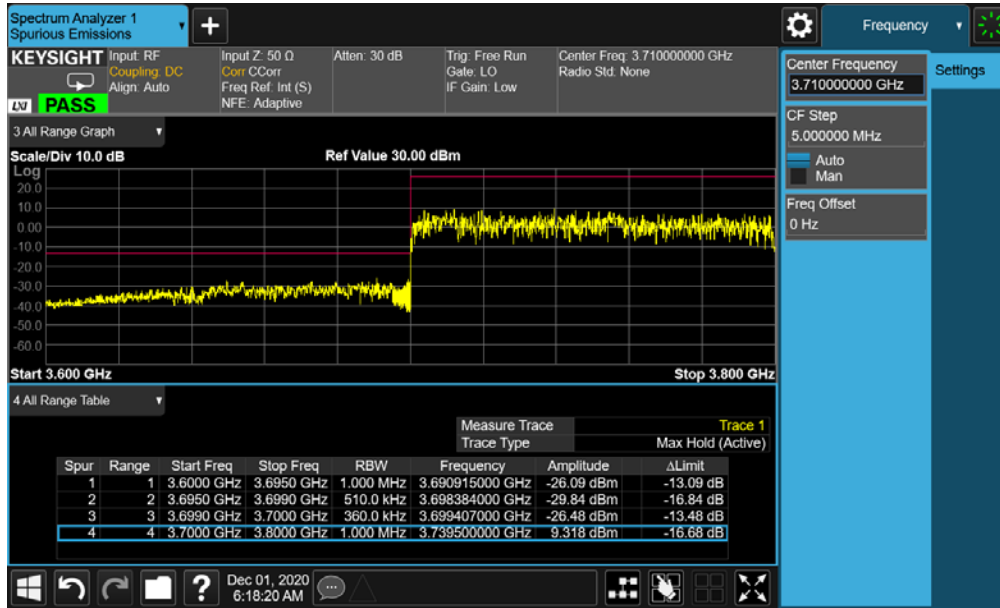 Spectrum Analyzer 1
Spurious Emissions
+
Frequency
KEYSIGHT
Input: RF
Coupling: DC
Align: Auto
Input Z: 50 Ω
Corr CCorr
Freq Ref: Int (S)
NFE: Adaptive
Atten: 30 dB
Trig: Free Run
Gate: LO
IF Gain: Low
Center Freq: 3.710000000 GHz
Radio Std: None
LXI PASS
Center Frequency
3.710000000 GHz
Settings
CF Step
5.000000 MHz
Auto
Man
Freq Offset
0 Hz
3 All Range Graph
Scale/Div 10.0 dB Ref Value 30.00 dBm
Log
20.0
10.0
0.00
-10.0
-20.0
-30.0
-40.0
-50.0
-60.0
Start 3.600 GHz Stop 3.800 GHz
4 All Range Table
Measure Trace Trace 1
Trace Type Max Hold (Active)
Spur Range Start Freq Stop Freq RBW Frequency Amplitude ΔLimit
1 1 3.6000 GHz 3.6950 GHz 1.000 MHz 3.690915000 GHz -26.09 dBm -13.09 dB
2 2 3.6950 GHz 3.6990 GHz 510.0 kHz 3.698384000 GHz -29.84 dBm -16.84 dB
3 3 3.6990 GHz 3.7000 GHz 360.0 kHz 3.699407000 GHz -26.48 dBm -13.48 dB
4 4 3.7000 GHz 3.8000 GHz 1.000 MHz 3.739500000 GHz 9.318 dBm -16.68 dB
?
Dec 01, 2020
6:18:20 AM